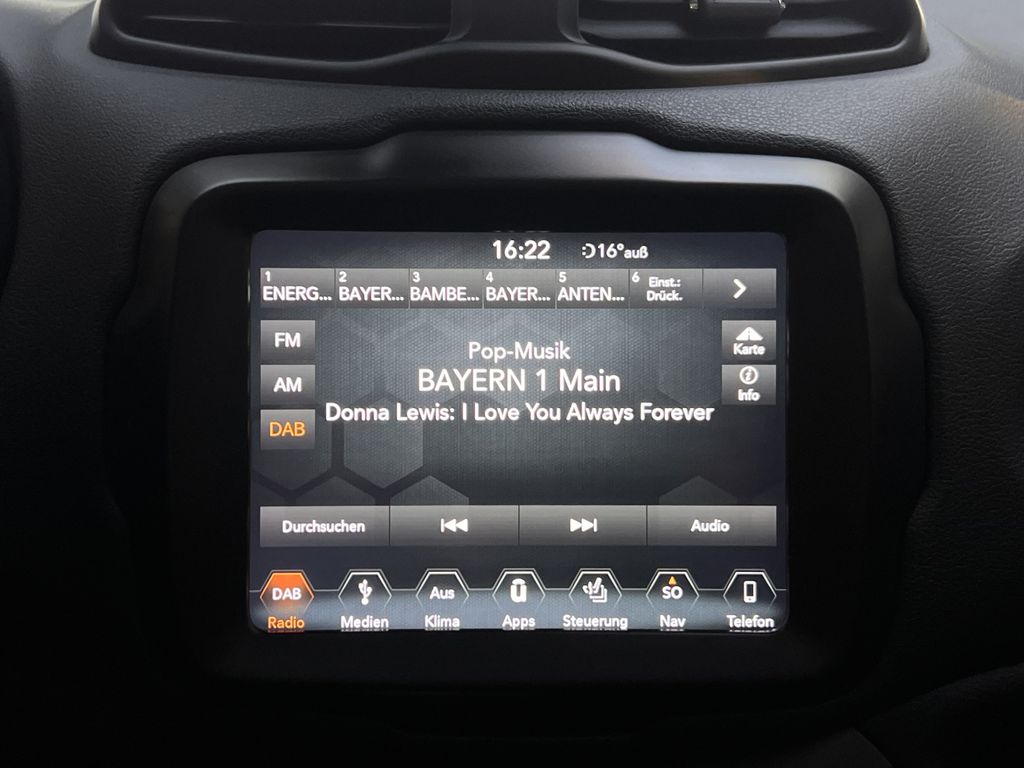 16:22 16°auß
1 2 3 4 5 6
ENERG... BAYER... BAMBE... BAYER... ANTEN... Einst.:
Drück.
FM
Karte
Pop-Musik
AM
BAYERN 1 Main
Info
Donna Lewis: I Love You Always Forever
DAB
Durchsuchen Audio
DAB Aus SO
Radio Medien Klima Apps Steuerung Nav Telefon